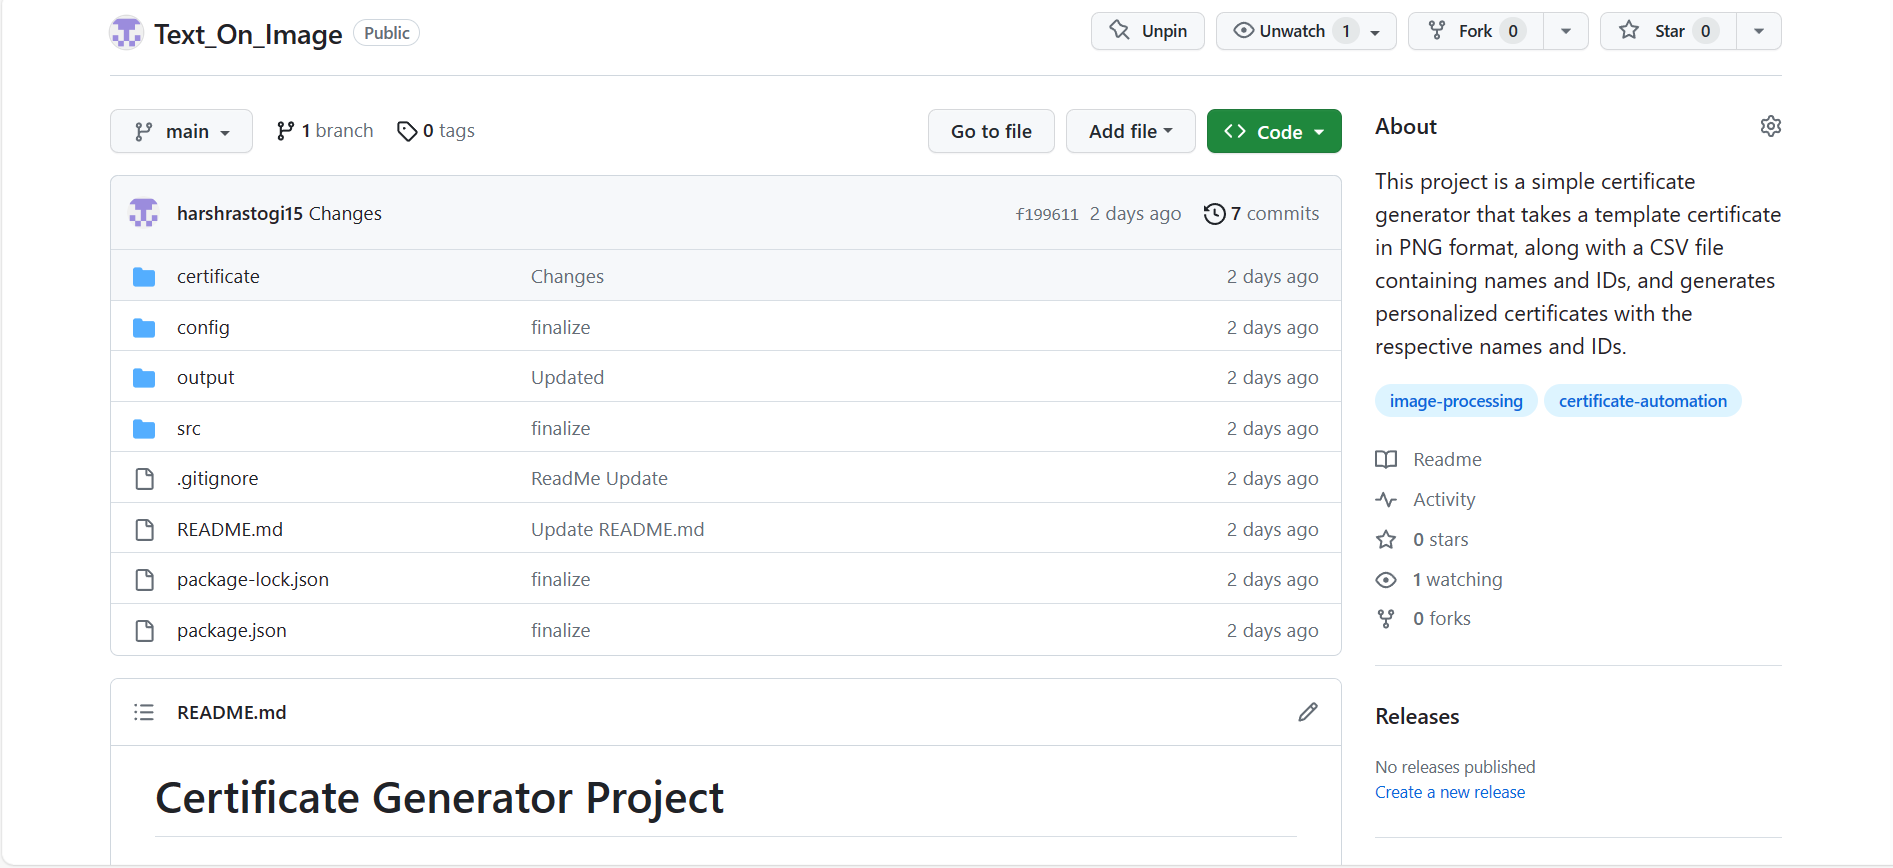 Text_On_Image Public Unpin Unwatch 1 Fork 0 Star 0
main 1 branch 0 tags Go to file Add file Code
harshrastogi15 Changes f199611 2 days ago 7 commits
certificate Changes 2 days ago
config finalize 2 days ago
output Updated 2 days ago
src finalize 2 days ago
.gitignore ReadMe Update 2 days ago
README.md Update README.md 2 days ago
package-lock.json finalize 2 days ago
package.json finalize 2 days ago
README.md
Certificate Generator Project
About
This project is a simple certificate
generator that takes a template certificate
in PNG format, along with a CSV file
containing names and IDs, and generates
personalized certificates with the
respective names and IDs.
image-processing certificate-automation
Readme
Activity
0 stars
1 watching
0 forks
Releases
No releases published
Create a new release